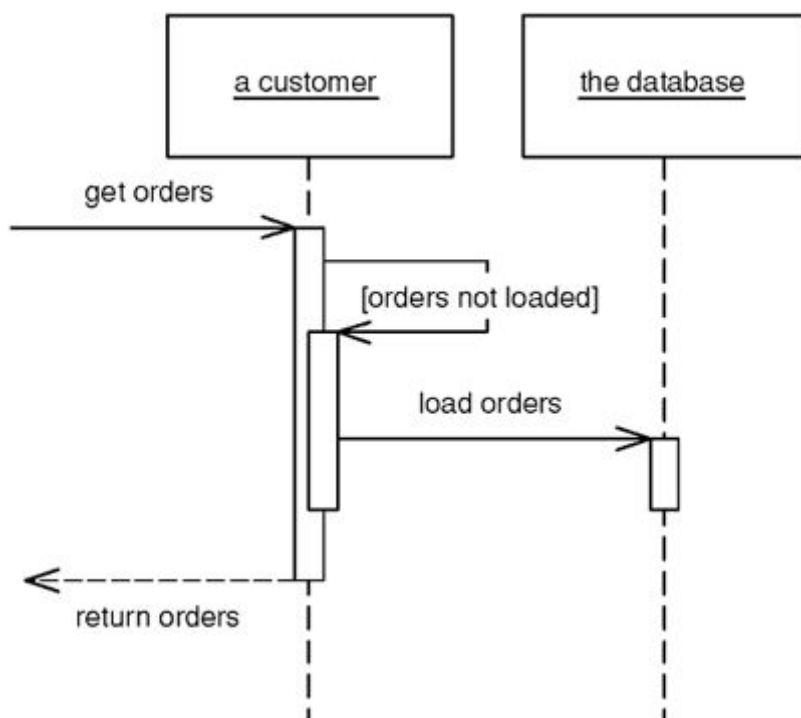 a customer
the database
get orders
[orders not loaded]
load orders
return orders